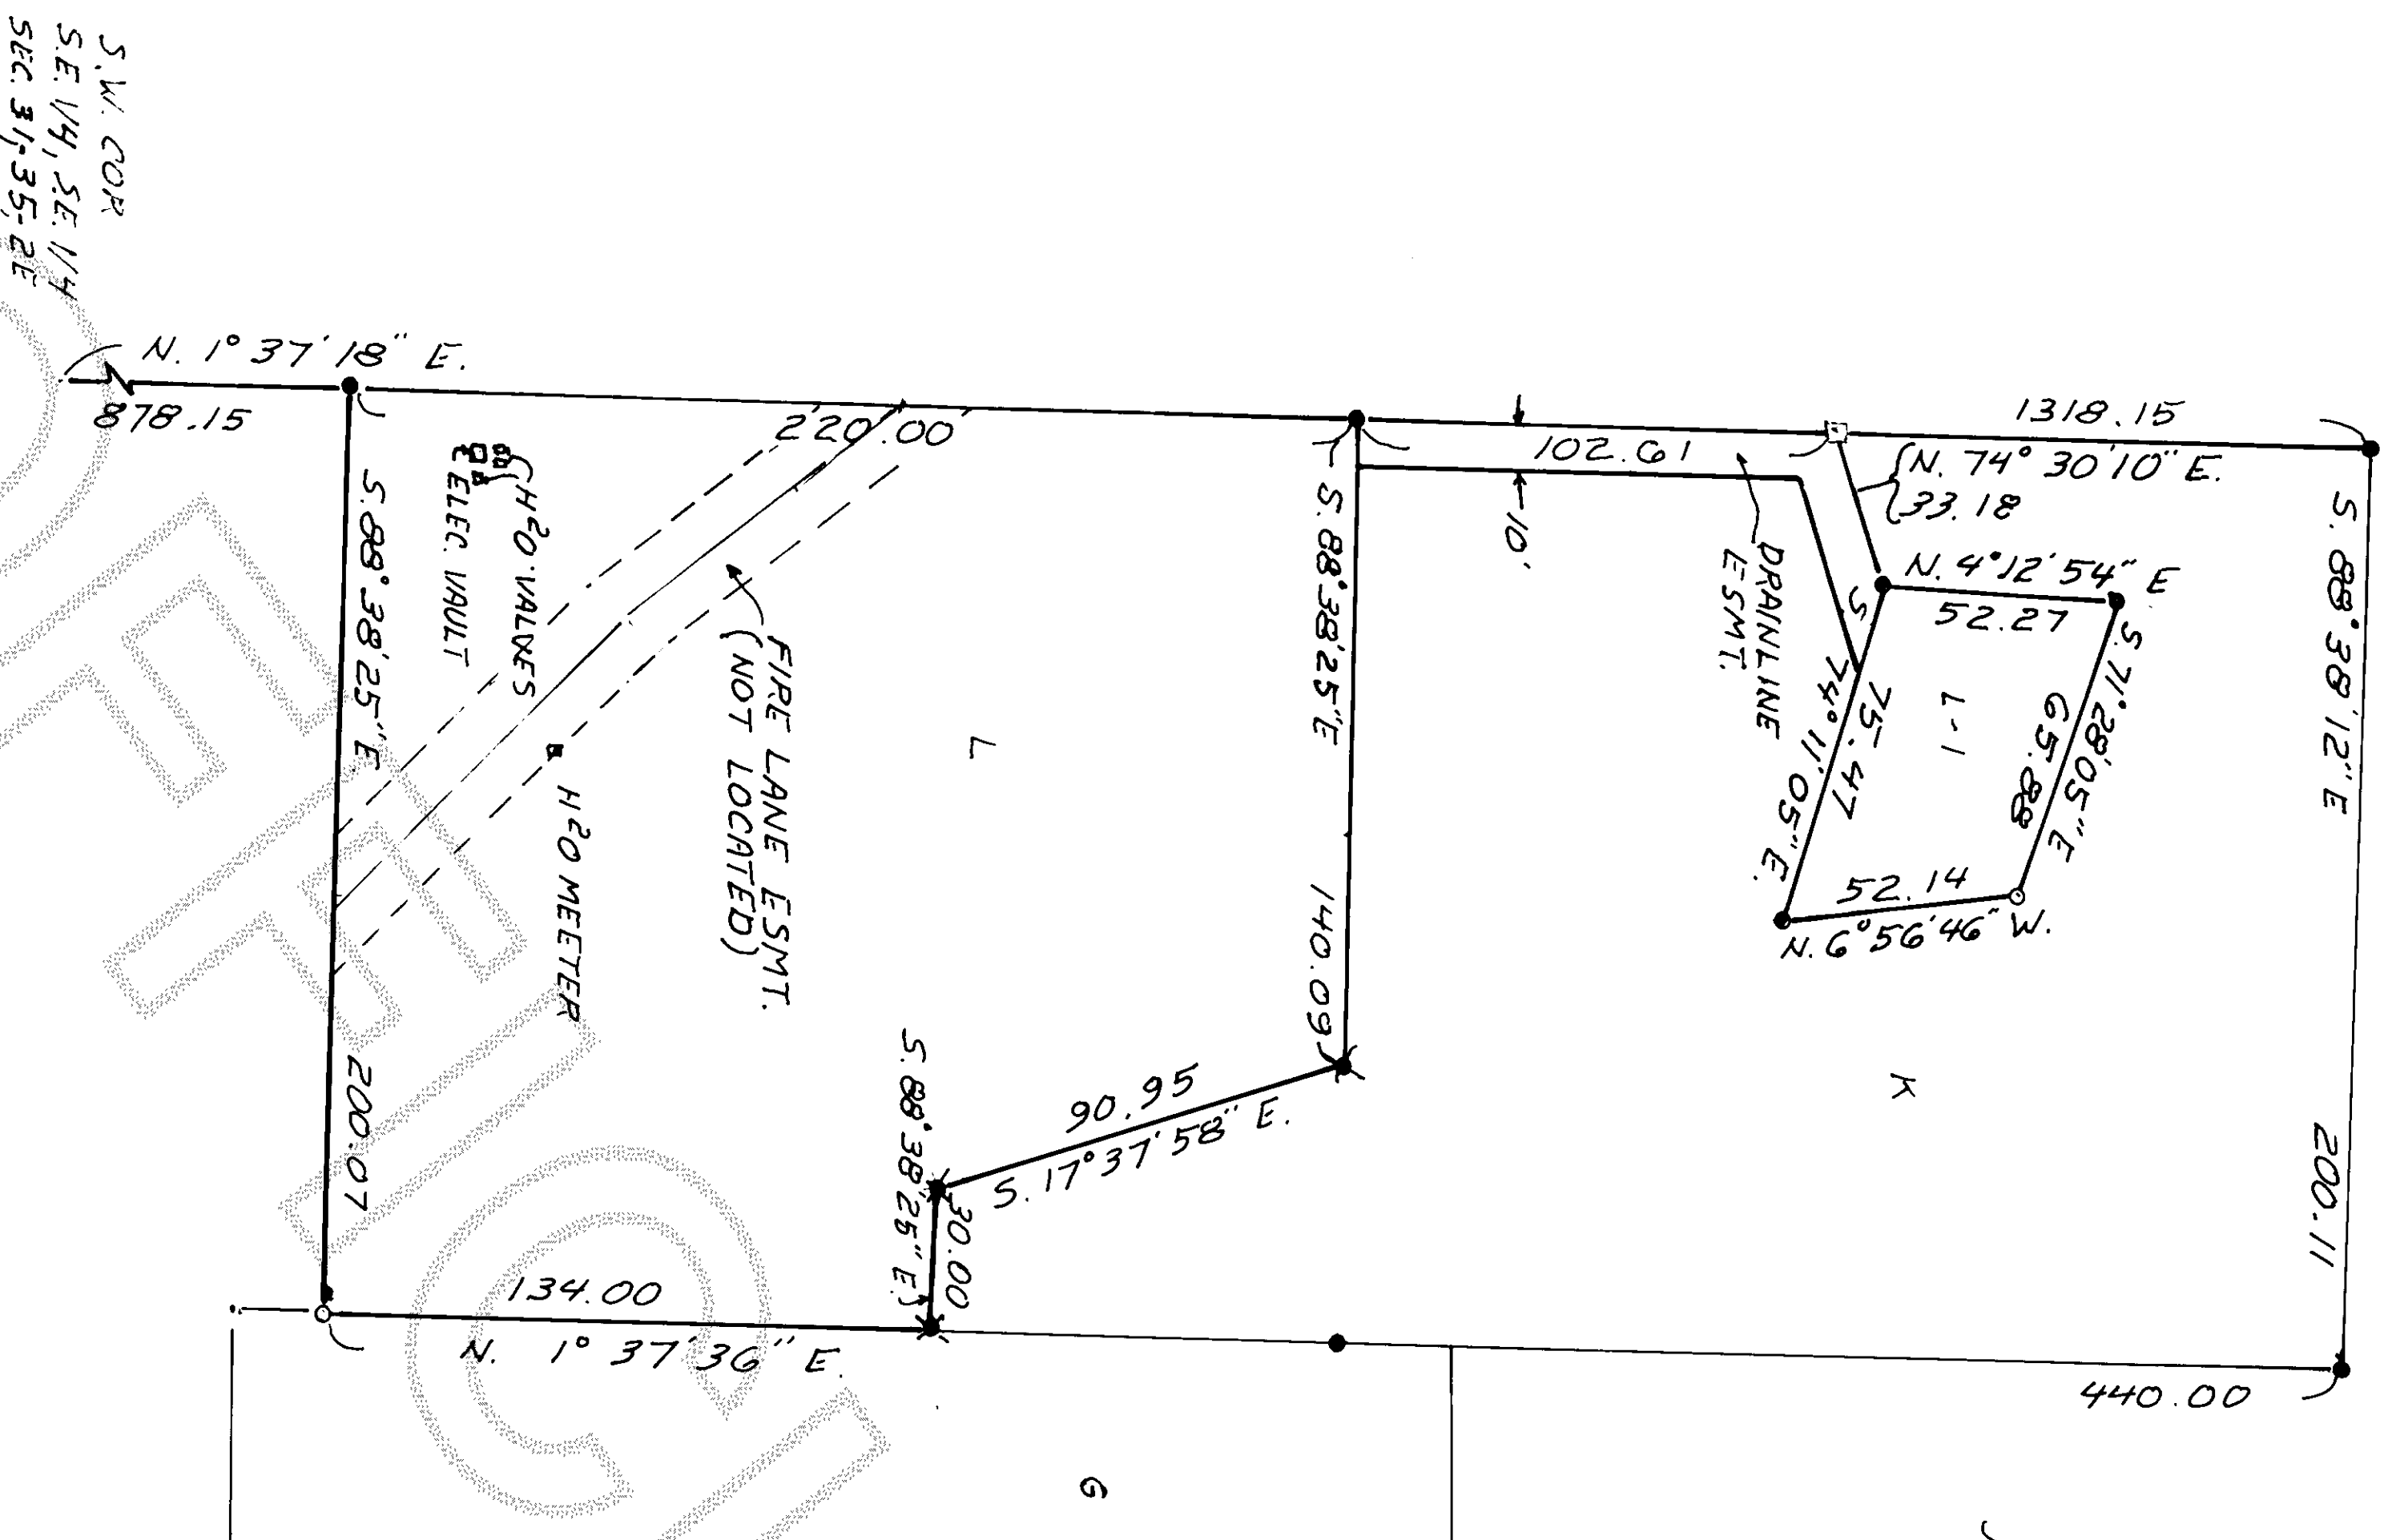 S.W. COR
S.E. 1/4, S.E. 1/4
SEC. 31, -35-2E
N. 1° 37' 18" E.
878.15
220.00
102.61
1318.15
N. 74° 30' 10" E.
33.18
N. 4° 12' 54" E
52.27
S. 71° 28' 05" E
65.88
L-1
S 74° 11' 05" E.
75.47
52.14
N. 6° 56' 46" W.
DRAINLINE
ESMT.
10'
S. 88° 38' 12" E
200.11
K
S. 88° 38' 25" E
140.09
L
FIRE LANE ESMT.
(NOT LOCATED)
H2O VALVES
ELEC. VAULT
H2O MEETER
S. 88° 38' 25" E
200.07
90.95
S. 17° 37' 58" E.
30.00
S. 88° 38' 25" E.
134.00
N. 1° 37' 36" E.
440.00
G